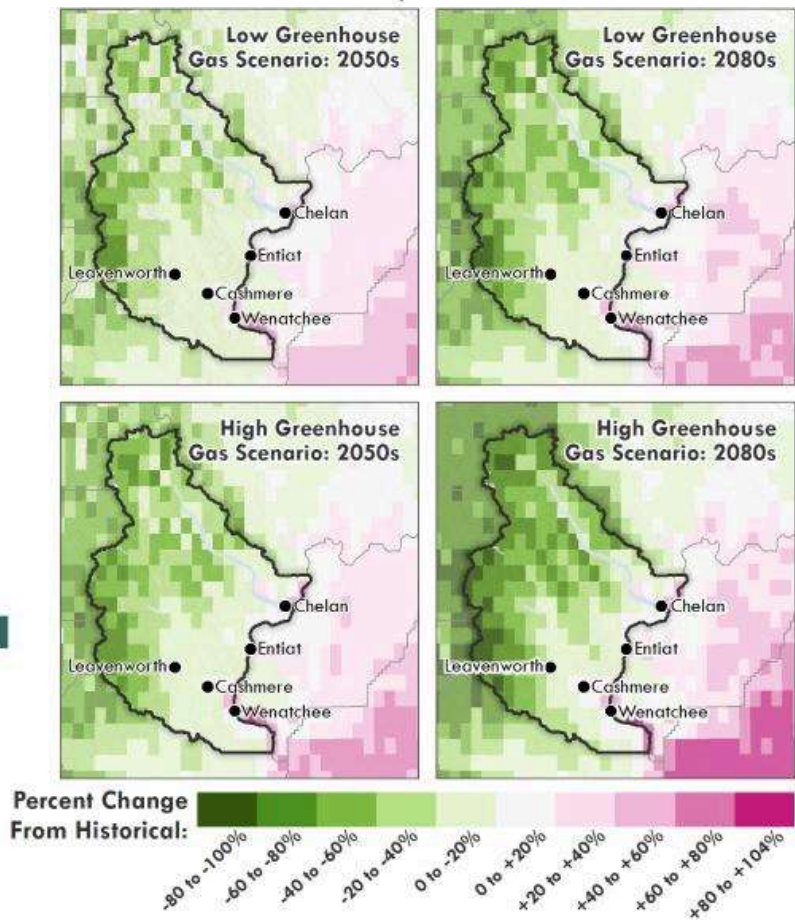 Low Greenhouse
Gas Scenario: 2050s
Chelan
Entiat
Leavenworth
Cashmere
Wenatchee
Low Greenhouse
Gas Scenario: 2080s
Chelan
Entiat
Leavenworth
Cashmere
Wenatchee
High Greenhouse
Gas Scenario: 2050s
Chelan
Entiat
Leavenworth
Cashmere
Wenatchee
High Greenhouse
Gas Scenario: 2080s
Chelan
Entiat
Leavenworth
Cashmere
Wenatchee
Percent Change
From Historical:
-80 to -100%
-60 to -80%
-40 to -60%
-20 to -40%
0 to -20%
0 to +20%
+20 to +40%
+40 to +60%
+60 to +80%
+80 to +104%